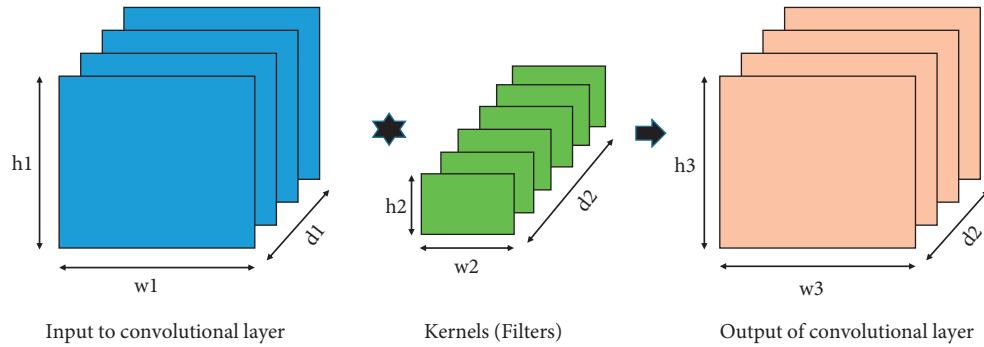 h1
d1
w1
Input to convolutional layer
h2
d2
w2
Kernels (Filters)
h3
d2
w3
Output of convolutional layer